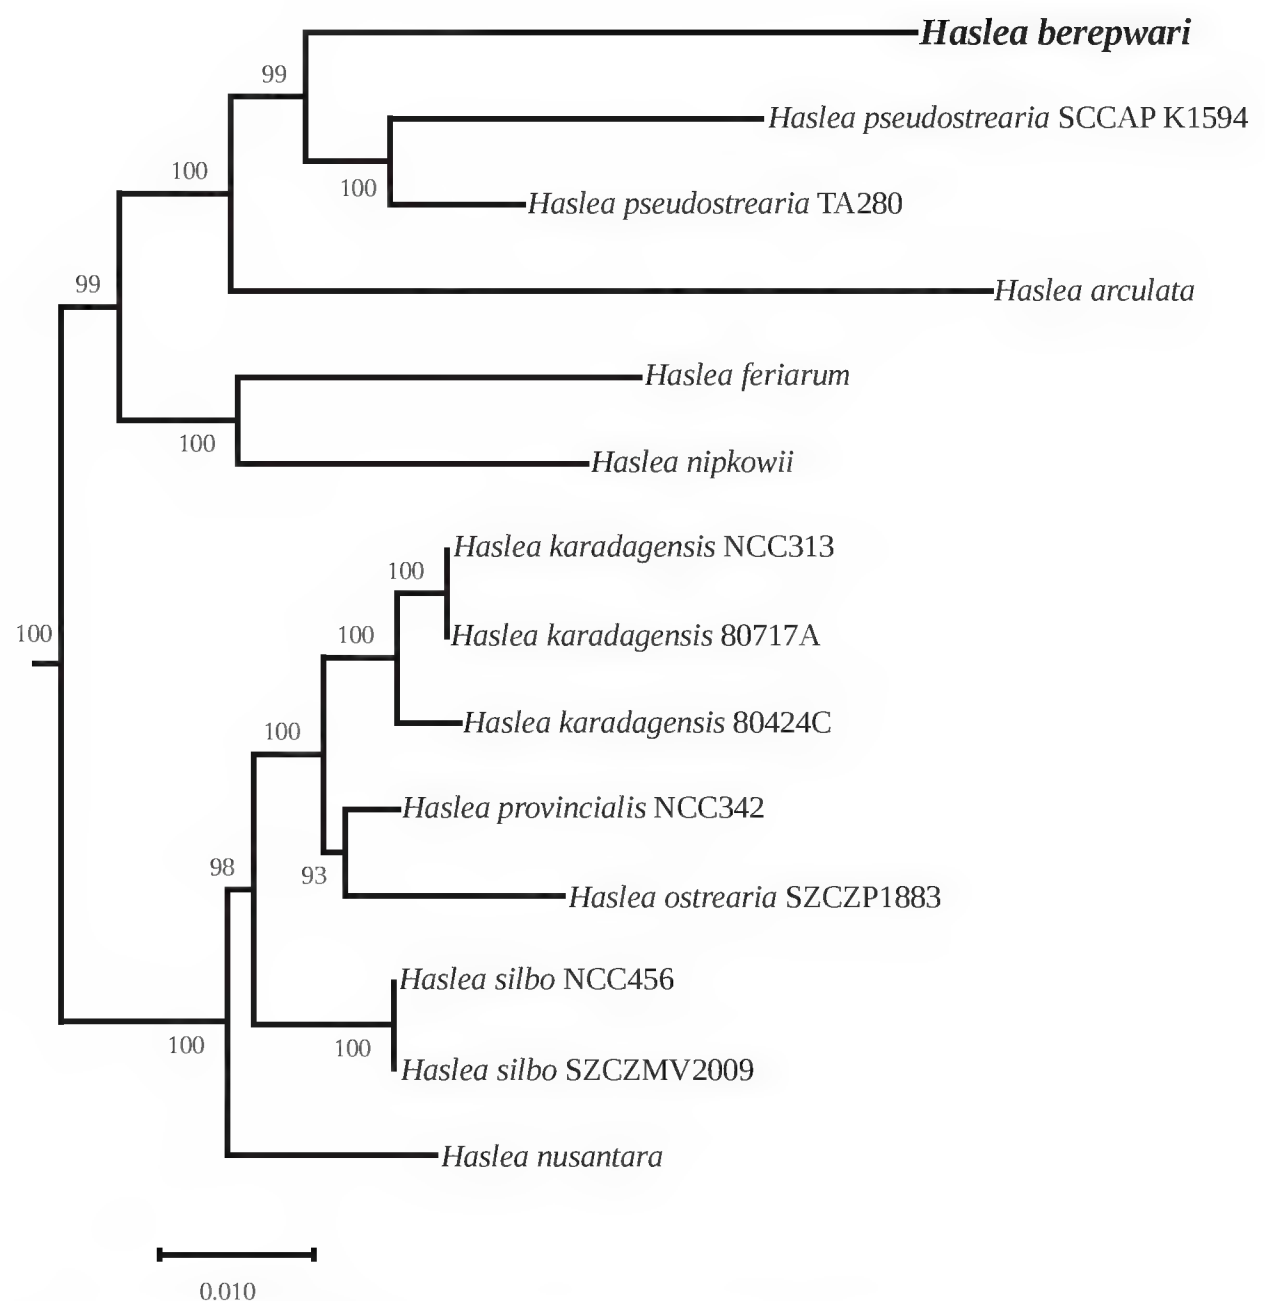 Haslea berepwari
99
Haslea pseudostrearia SCCAP K1594
100
100
Haslea pseudostrearia TA280
99
Haslea arculata
Haslea feriarum
100
Haslea nipkowii
Haslea karadagensis NCC313
100
100
Haslea karadagensis 80717A
100
Haslea karadagensis 80424C
100
Haslea provincialis NCC342
98
93
Haslea ostrearia SZCZP1883
Haslea silbo NCC456
100
100
Haslea silbo SZCZMV2009
Haslea nusantara
0.010